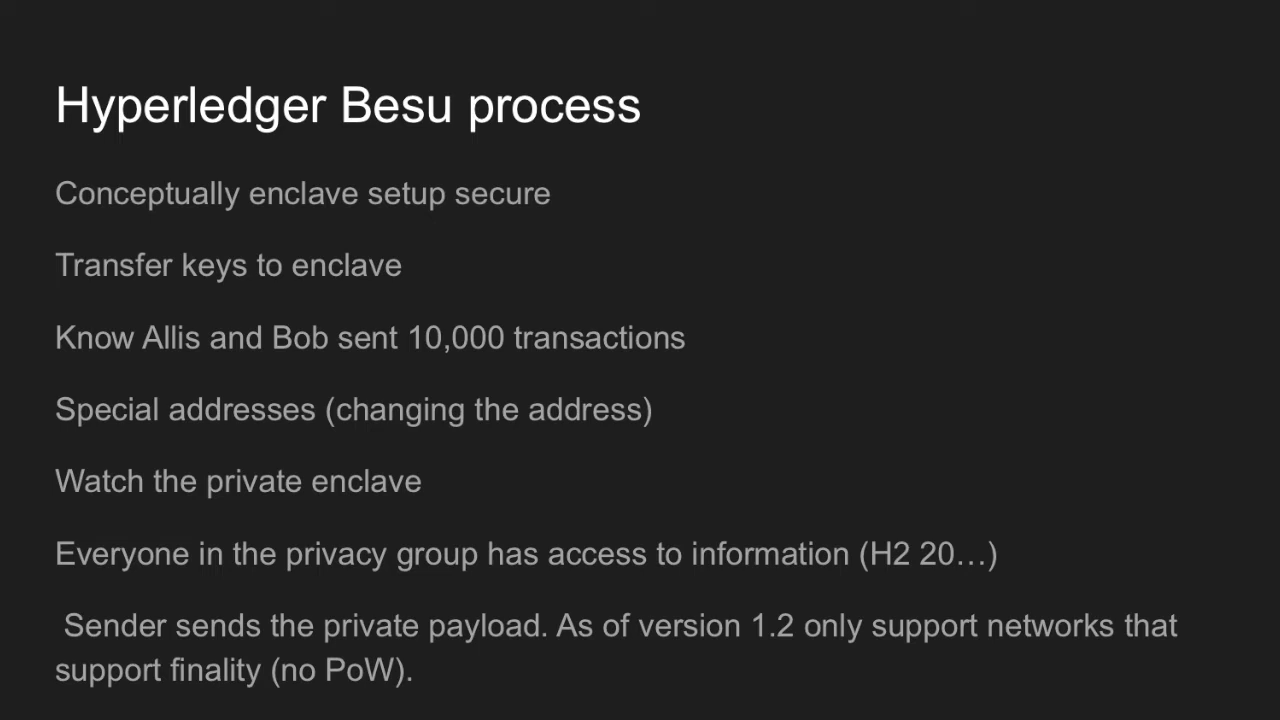 Hyperledger Besu process
Conceptually enclave setup secure
Transfer keys to enclave
Know Allis and Bob sent 10,000 transactions
Special addresses (changing the address)
Watch the private enclave
Everyone in the privacy group has access to information (H2 20…)
Sender sends the private payload. As of version 1.2 only support networks that
support finality (no PoW).